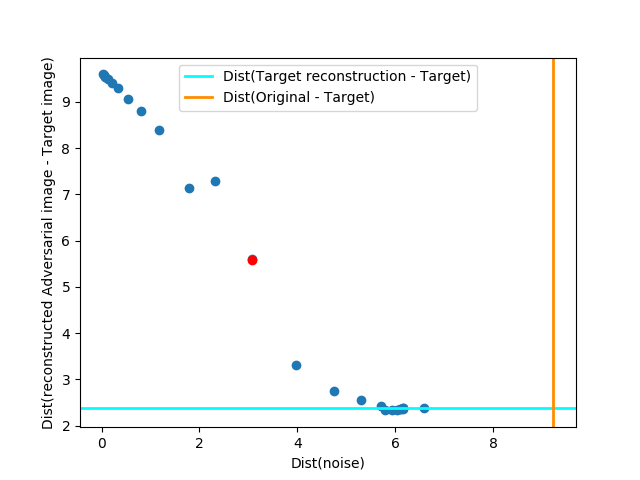 Dist(Target reconstruction - Target)
Dist(Original - Target)
Dist(reconstructed Adversarial image - Target image)
9
8
7
6
5
4
3
2
0 2 4 6 8
Dist(noise)